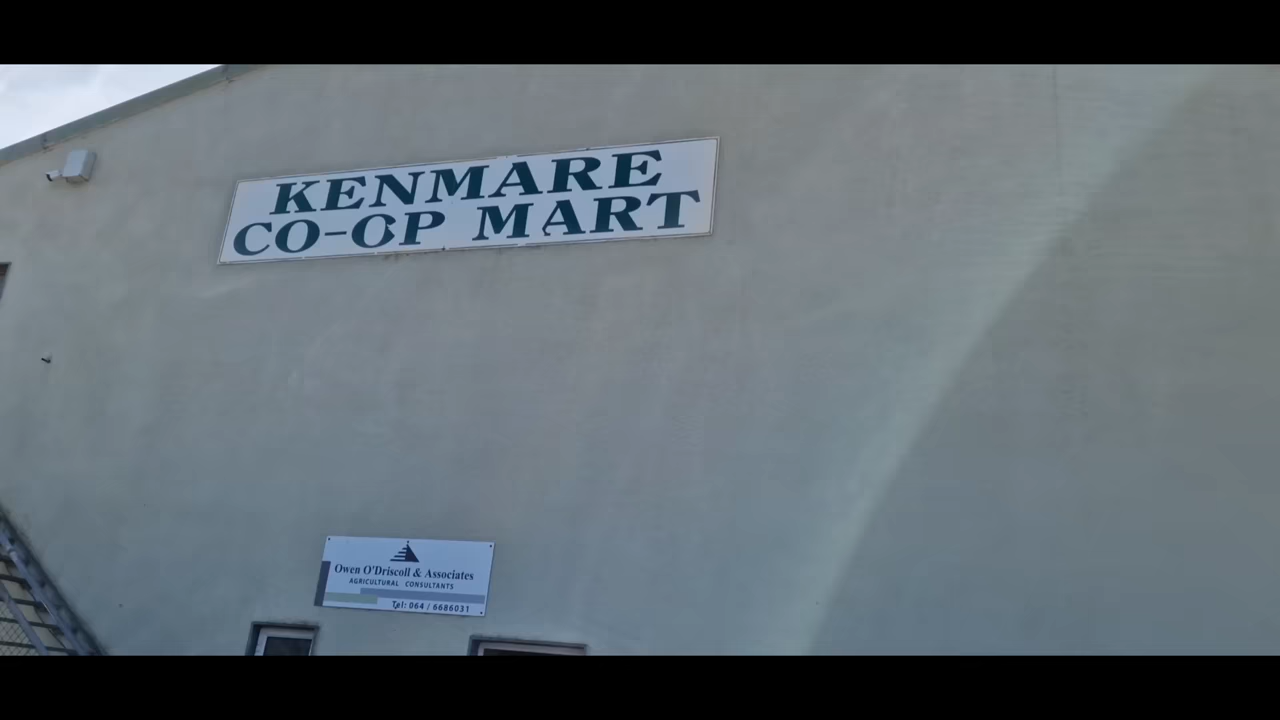 KENMARE
CO-OP MART
Owen O'Driscoll & Associates
AGRICULTURAL CONSULTANTS
Tel: 064 / 6686031